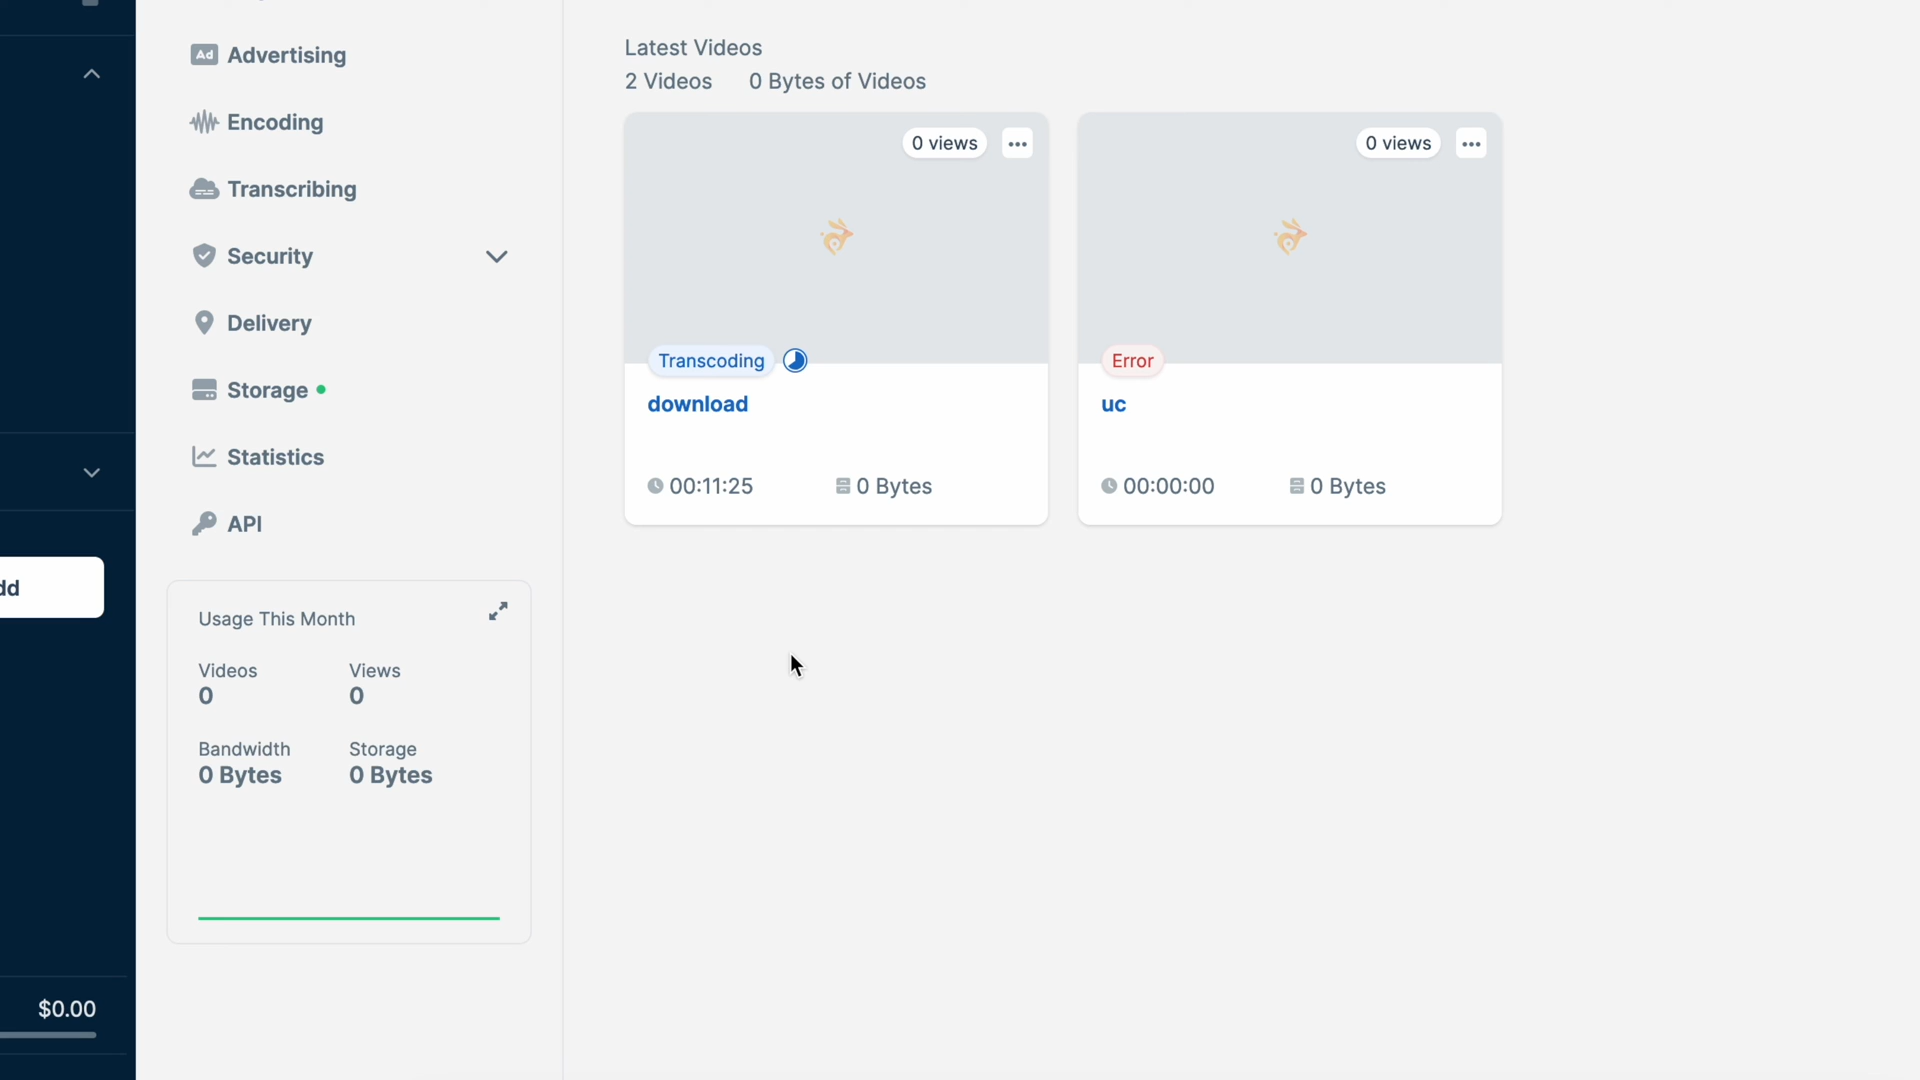 Advertising
Encoding
Transcribing
Security
Delivery
Storage
Statistics
API
Usage This Month
Videos Views
0 0
Bandwidth Storage
0 Bytes 0 Bytes
$0.00
Latest Videos
2 Videos 0 Bytes of Videos
0 views
Transcoding
download
00:11:25 0 Bytes
0 views
Error
uc
00:00:00 0 Bytes